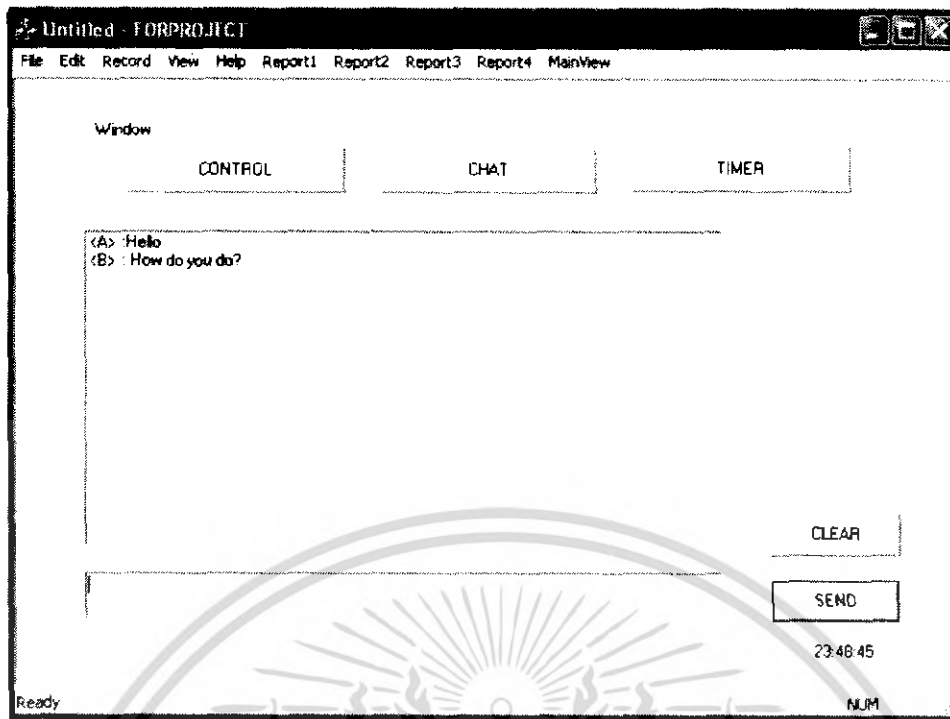 Untitled - FORPROJECT
File Edit Record View Help Report1 Report2 Report3 Report4 MainView
Window
CONTROL CHAT TIMER
<A> :Hello
<B> : How do you do?
CLEAR
SEND
23:46:45
Ready NUM